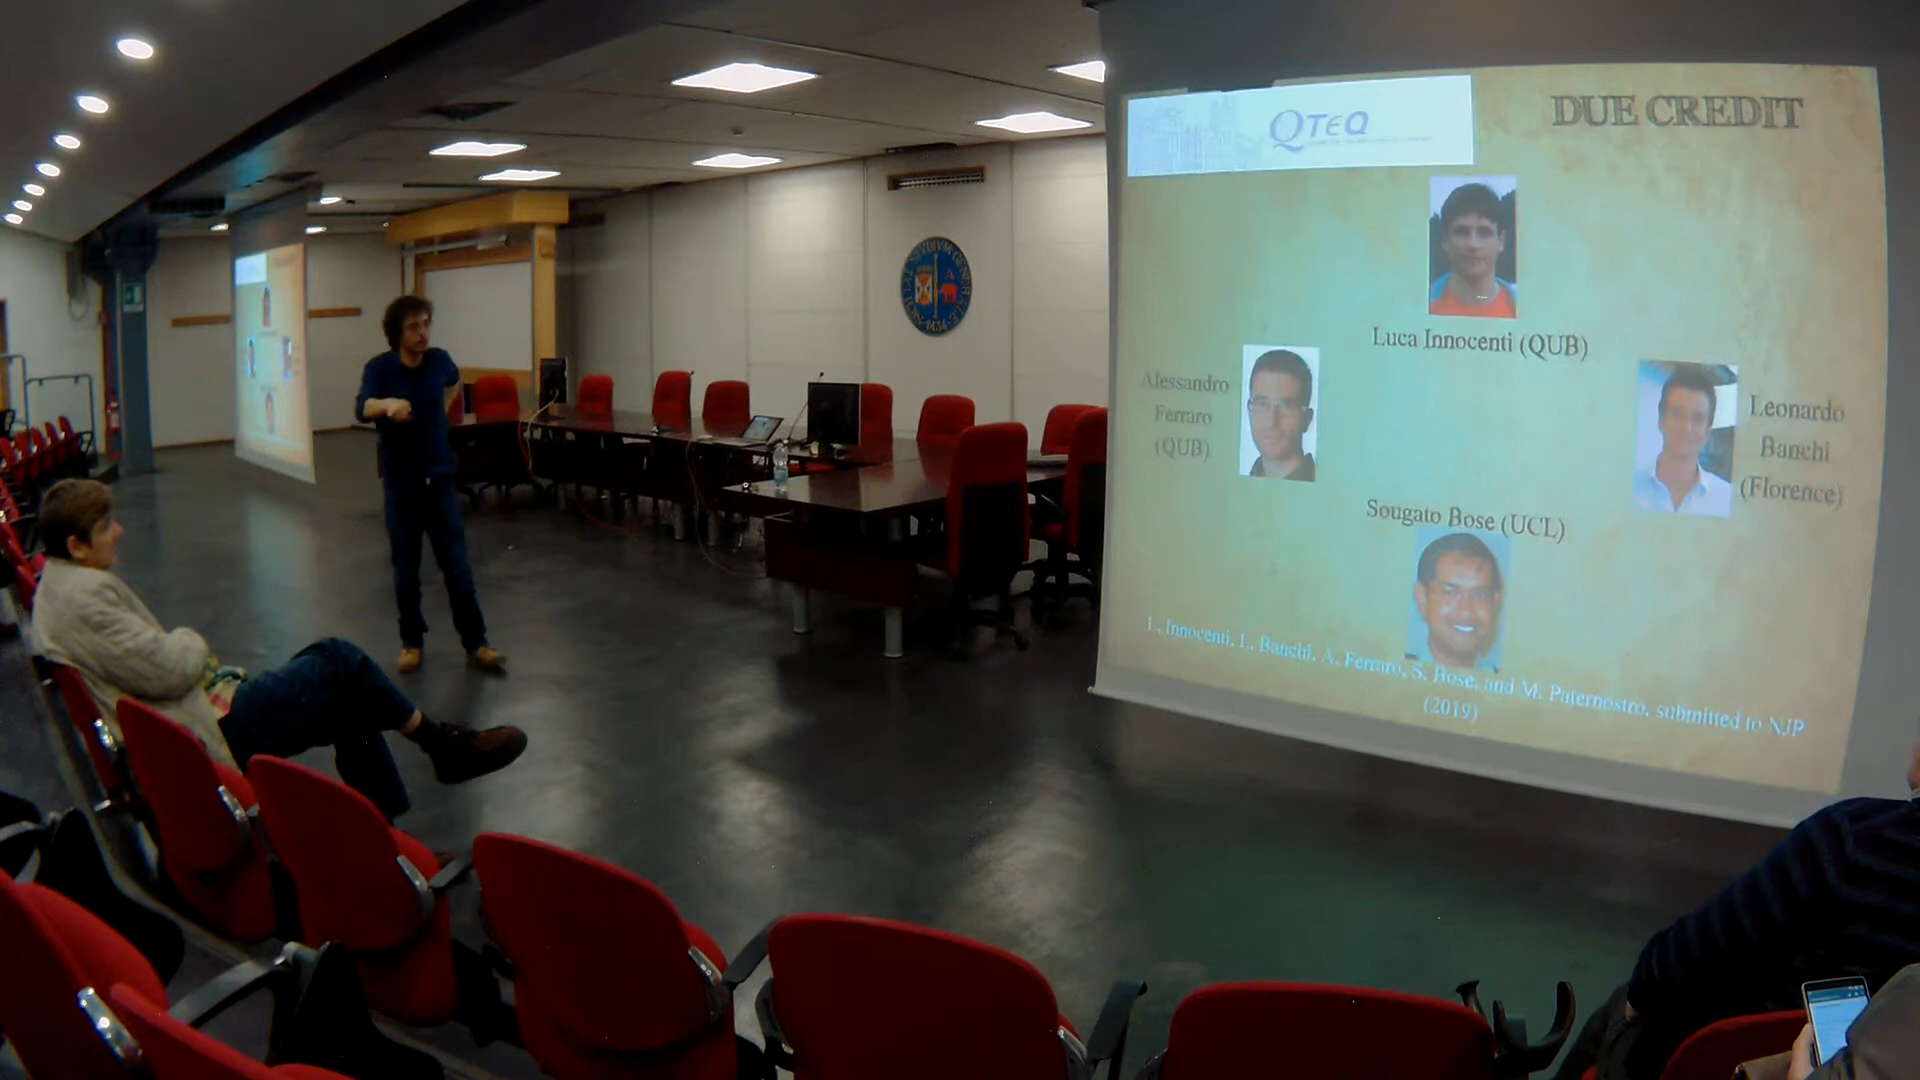 QTEQ
DUE CREDIT
Luca Innocenti (QUB)
Alessandro
Ferraro
(QUB)
Leonardo
Banchi
(Florence)
Sougato Bose (UCL)
L. Innocenti, L. Banchi, A. Ferraro, S. Bose, and M. Paternostro, submitted to NJP
(2019)
1434